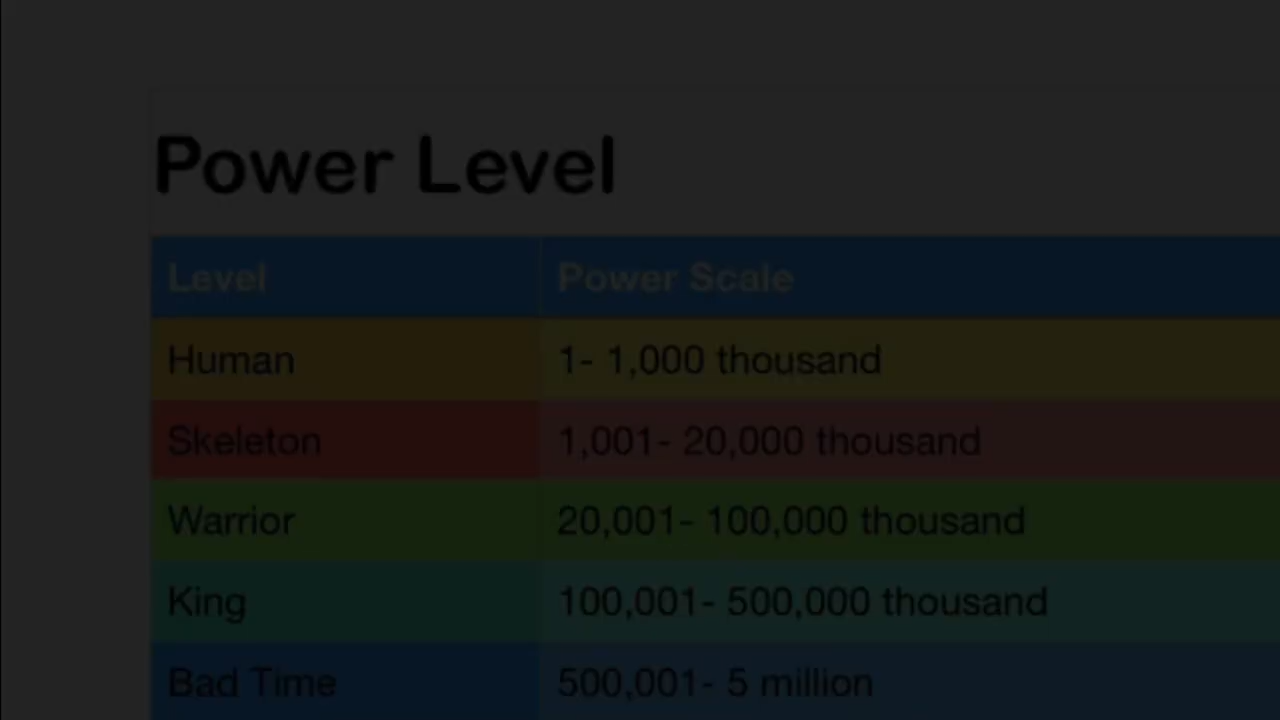 Power Level
Level Power Scale
Human 1- 1,000 thousand
Skeleton 1,001- 20,000 thousand
Warrior 20,001- 100,000 thousand
King 100,001- 500,000 thousand
Bad Time 500,001- 5 million